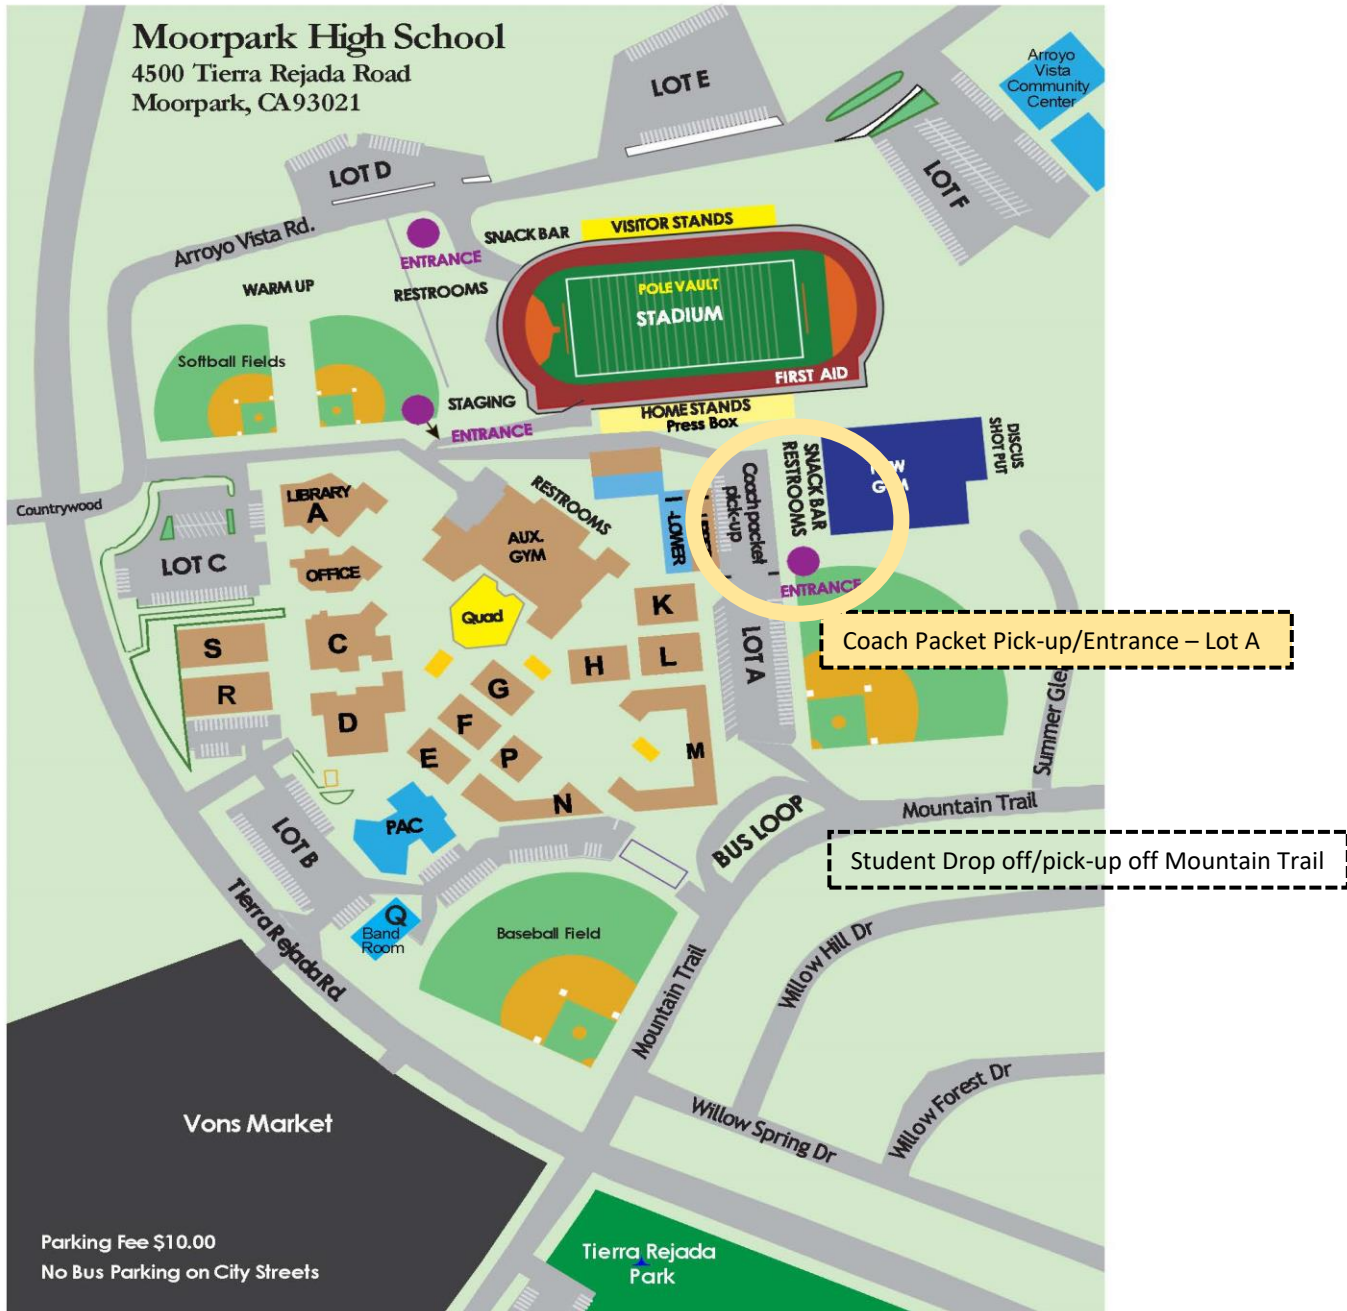 Moorpark High School
4500 Tierra Rejada Road
Moorpark, CA93021
LOT E
Arroyo
Vista
Community
Center
LOT D
LOT F
Arroyo Vista Rd.
ENTRANCE
SNACK BAR
VISITOR STANDS
WARM UP
RESTROOMS
POLE VAULT
STADIUM
FIRST AID
Softball Fields
STAGING
ENTRANCE
HOME STANDS
Press Box
DISCUS
SHOT PUT
SNACK BAR
RESTROOMS
GYM
Coach packet
pick-up
ENTRANCE
Countrywood
LIBRARY
A
RESTROOMS
AUX.
GYM
I
-LOWER
LOT C
OFFICE
Quad
K
LOT A
Coach Packet Pick-up/Entrance – Lot A
S
C
H
L
R
G
D
F
E
P
M
N
Summer Glen
Mountain Trail
PAC
LOT B
BUS LOOP
Student Drop off/pick-up off Mountain Trail
Q
Band
Room
Baseball Field
Tierra Rejada Rd.
Mountain Trail
Willow Hill Dr
Willow Forest Dr
Willow Spring Dr
Vons Market
Parking Fee $10.00
No Bus Parking on City Streets
Tierra Rejada
Park